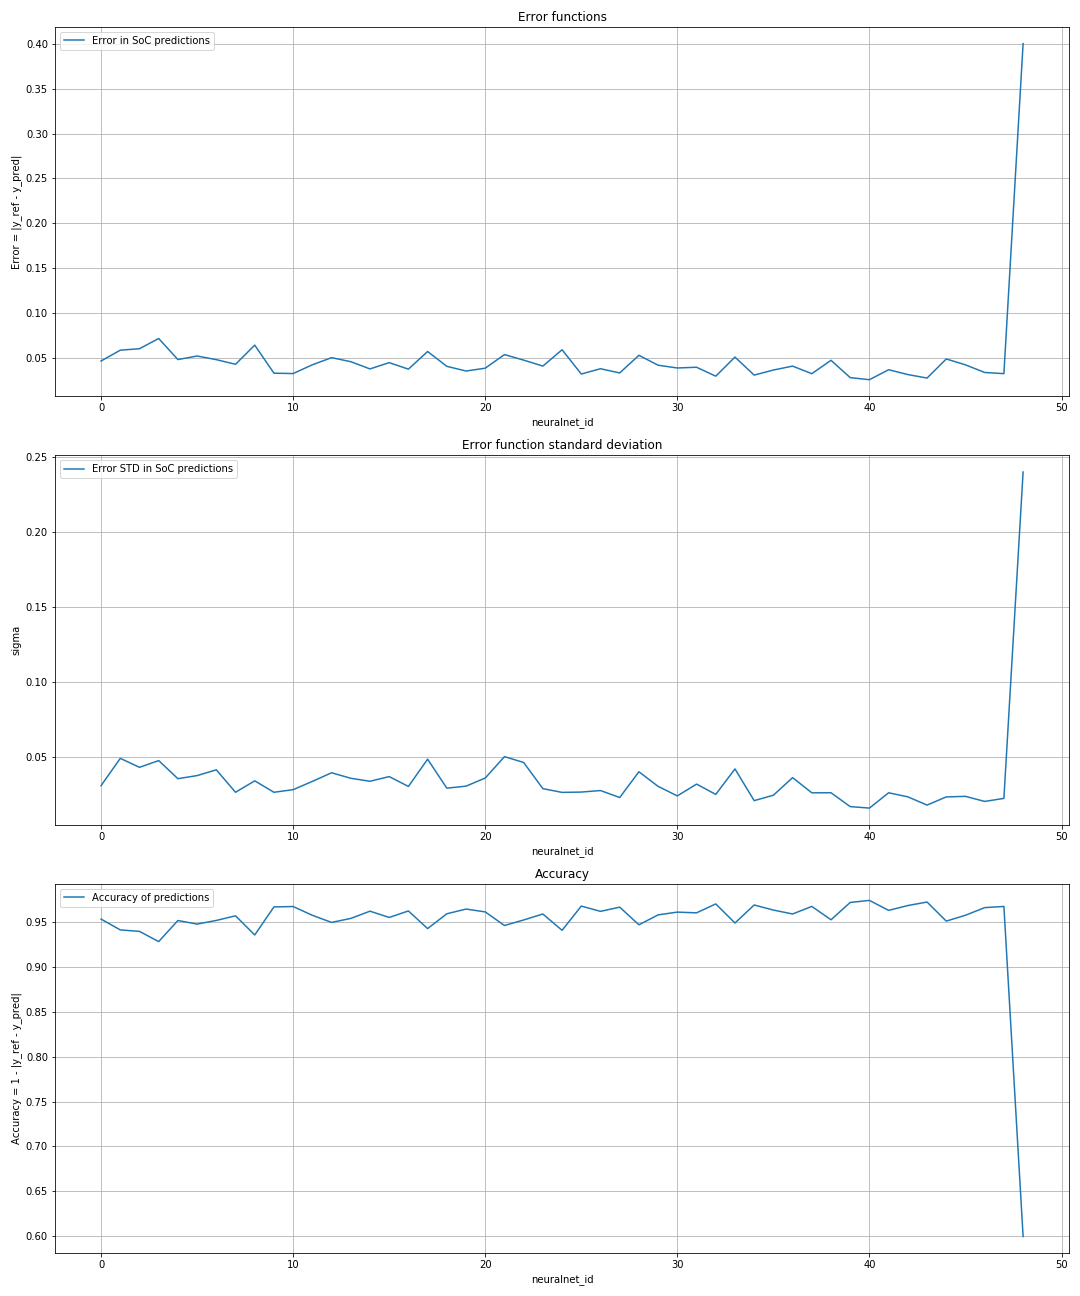 Error functions
Error in SoC predictions
Error = |y_ref - y_pred|
0.40
0.35
0.30
0.25
0.20
0.15
0.10
0.05
0 10 20 30 40 50
neuralnet_id
Error function standard deviation
Error STD in SoC predictions
sigma
0.25
0.20
0.15
0.10
0.05
0 10 20 30 40 50
neuralnet_id
Accuracy
Accuracy of predictions
Accuracy = 1 - |y_ref - y_pred|
0.95
0.90
0.85
0.80
0.75
0.70
0.65
0.60
0 10 20 30 40 50
neuralnet_id